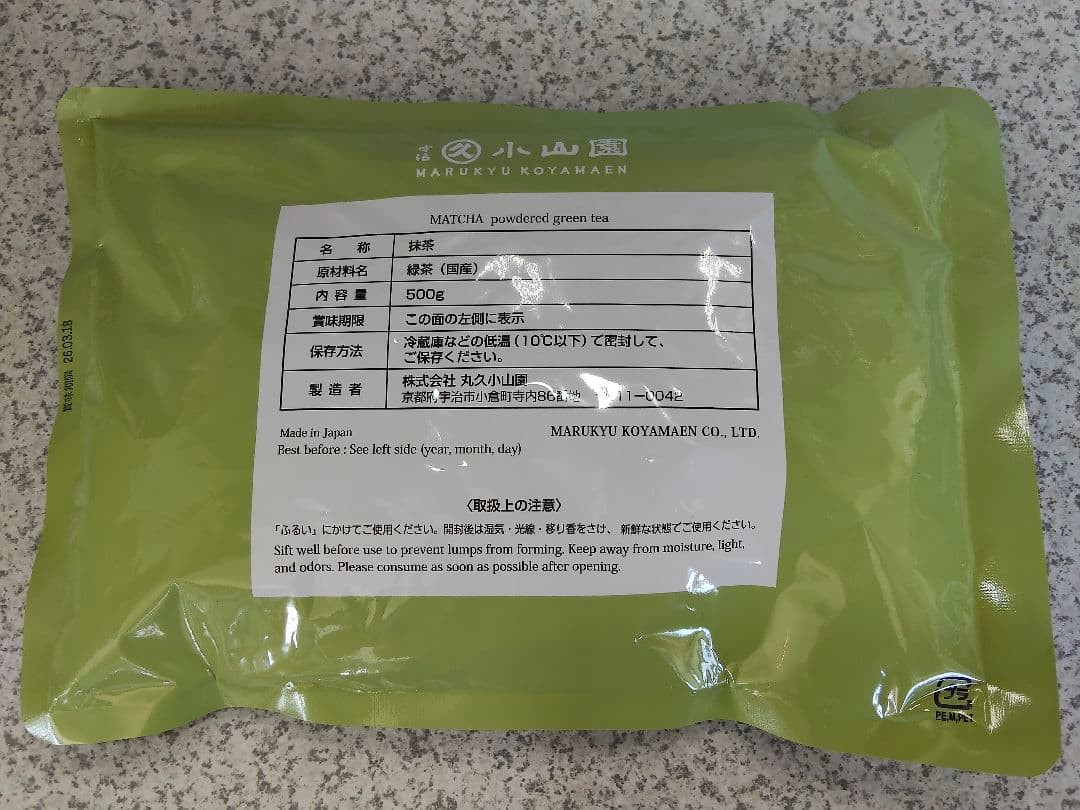 久 小山園
MARUKYU KOYAMAEN
MATCHA powdered green tea
名 称 抹茶
原材料名 緑茶（国産）
内容量 500g
賞味期限 この面の左側に表示
保存方法 冷蔵庫などの低温(10℃以下)で密封して、
ご保存ください。
製造者 株式会社 丸久小山園
京都府宇治市小倉町寺内86番地 11-0042
Made in Japan MARUKYU KOYAMAEN CO., LTD.
Best before : See left side (year, month, day)
〈取扱上の注意〉
「ふるい」にかけてご使用ください。開封後は湿気・光線・移り香をさけ、新鮮な状態でご使用ください。
Sift well before use to prevent lumps from forming. Keep away from moisture, light,
and odors. Please consume as soon as possible after opening.
賞味期限 26.03.18
プラ
PE,M,PET